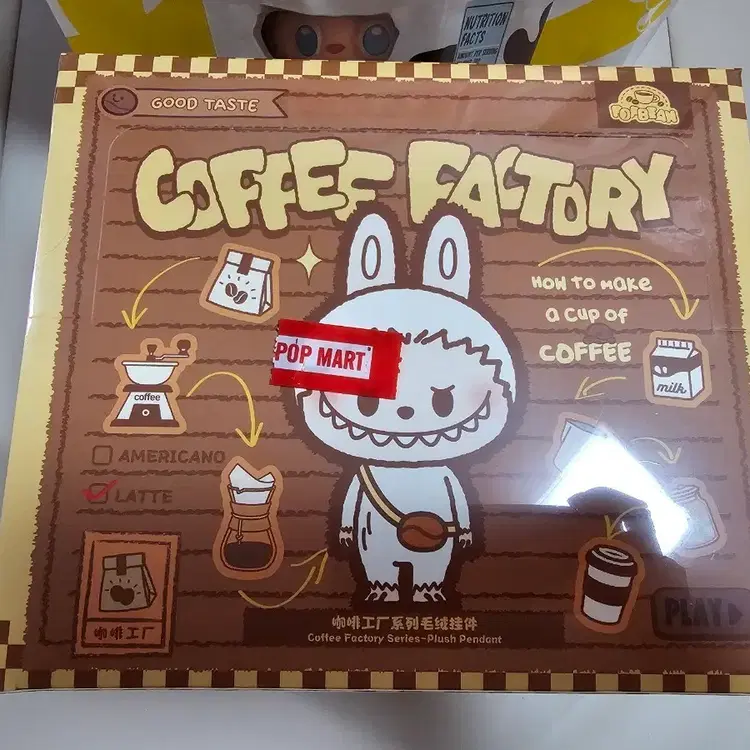 NUTRITION
FACTS
GOOD TASTE
POPBEAN
COFFEE FACTORY
HOW TO MAKE
A CUP OF
COFFEE
POP MART
milk
coffee
AMERICANO
LATTE
PLAY
咖啡工厂
咖啡工厂系列毛绒挂件
Coffee Factory Series-Plush Pendant